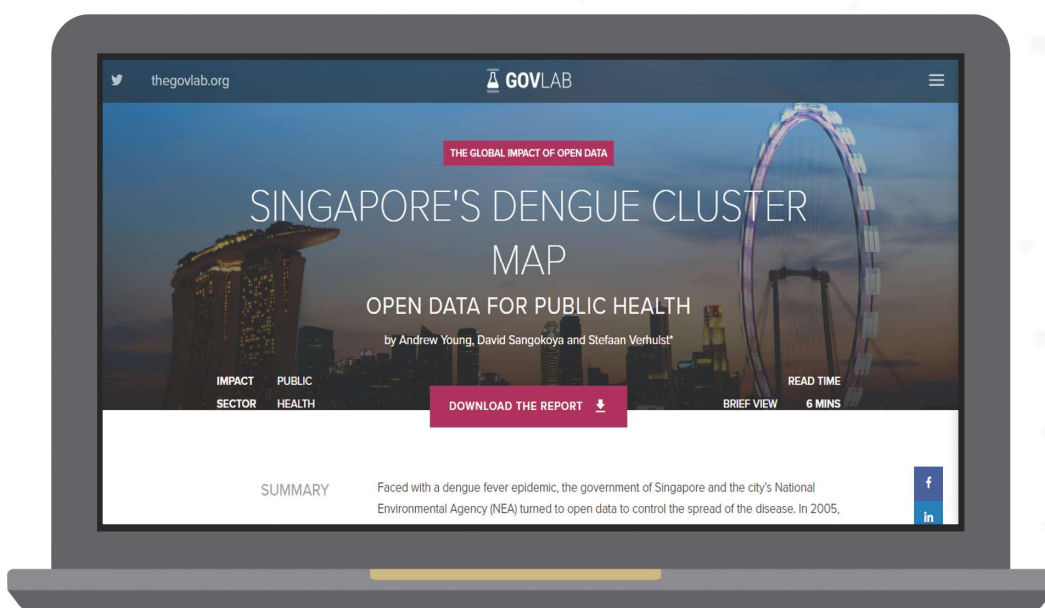 thegovlab.org
GOVLAB
THE GLOBAL IMPACT OF OPEN DATA
SINGAPORE'S DENGUE CLUSTER
MAP
OPEN DATA FOR PUBLIC HEALTH
by Andrew Young, David Sangokoya and Stefaan Verhulst*
IMPACT PUBLIC
SECTOR HEALTH
DOWNLOAD THE REPORT
READ TIME
BRIEF VIEW 6 MINS
SUMMARY
Faced with a dengue fever epidemic, the government of Singapore and the city's National
Environmental Agency (NEA) turned to open data to control the spread of the disease. In 2005,
f
in